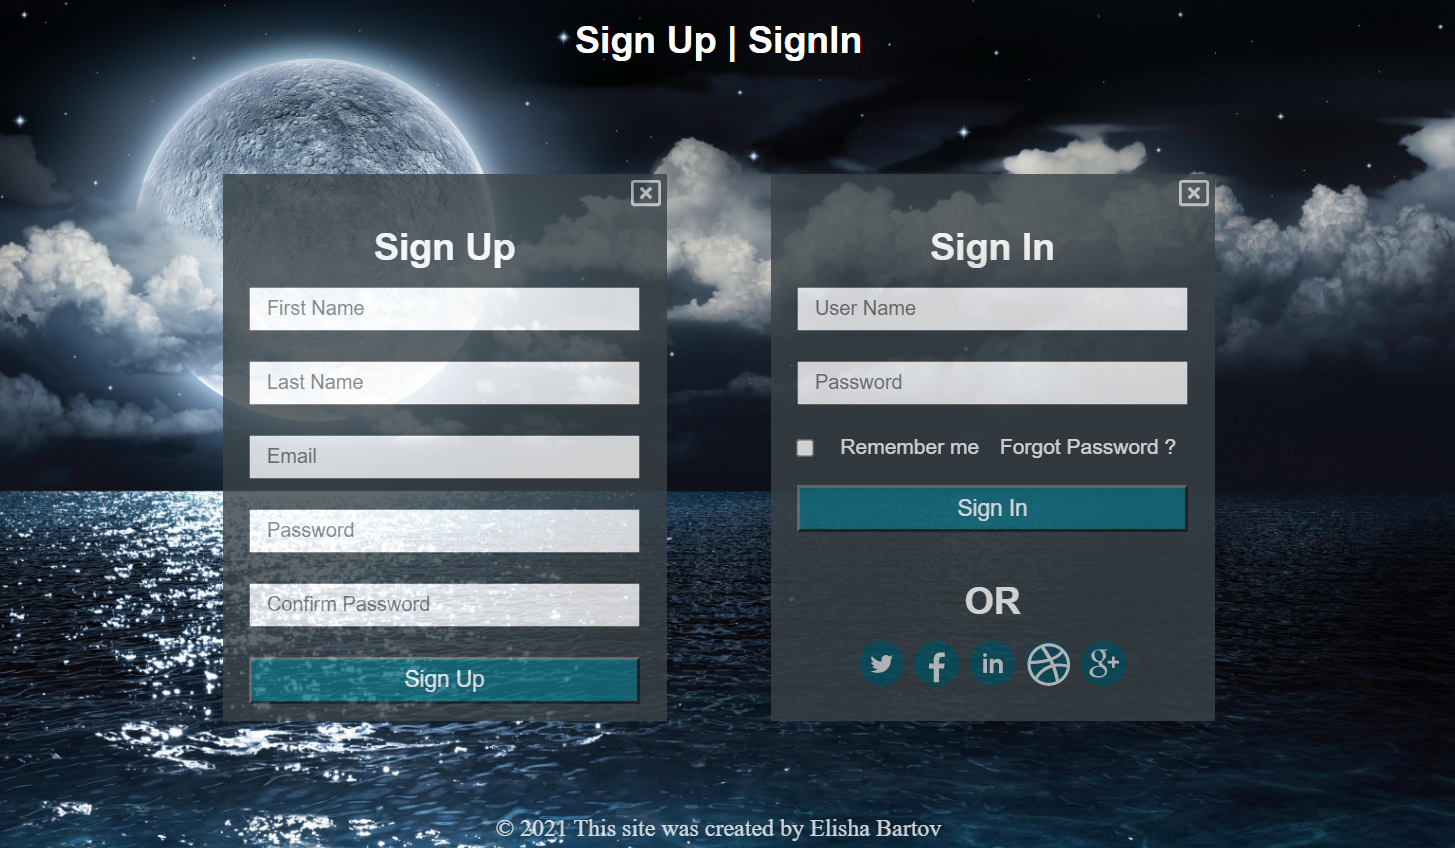 Sign Up | SignIn
Sign Up
First Name
Last Name
Email
Password
Confirm Password
Sign Up
Sign In
User Name
Password
Remember me Forgot Password ?
Sign In
OR
f
in
g+
© 2021 This site was created by Elisha Bartov